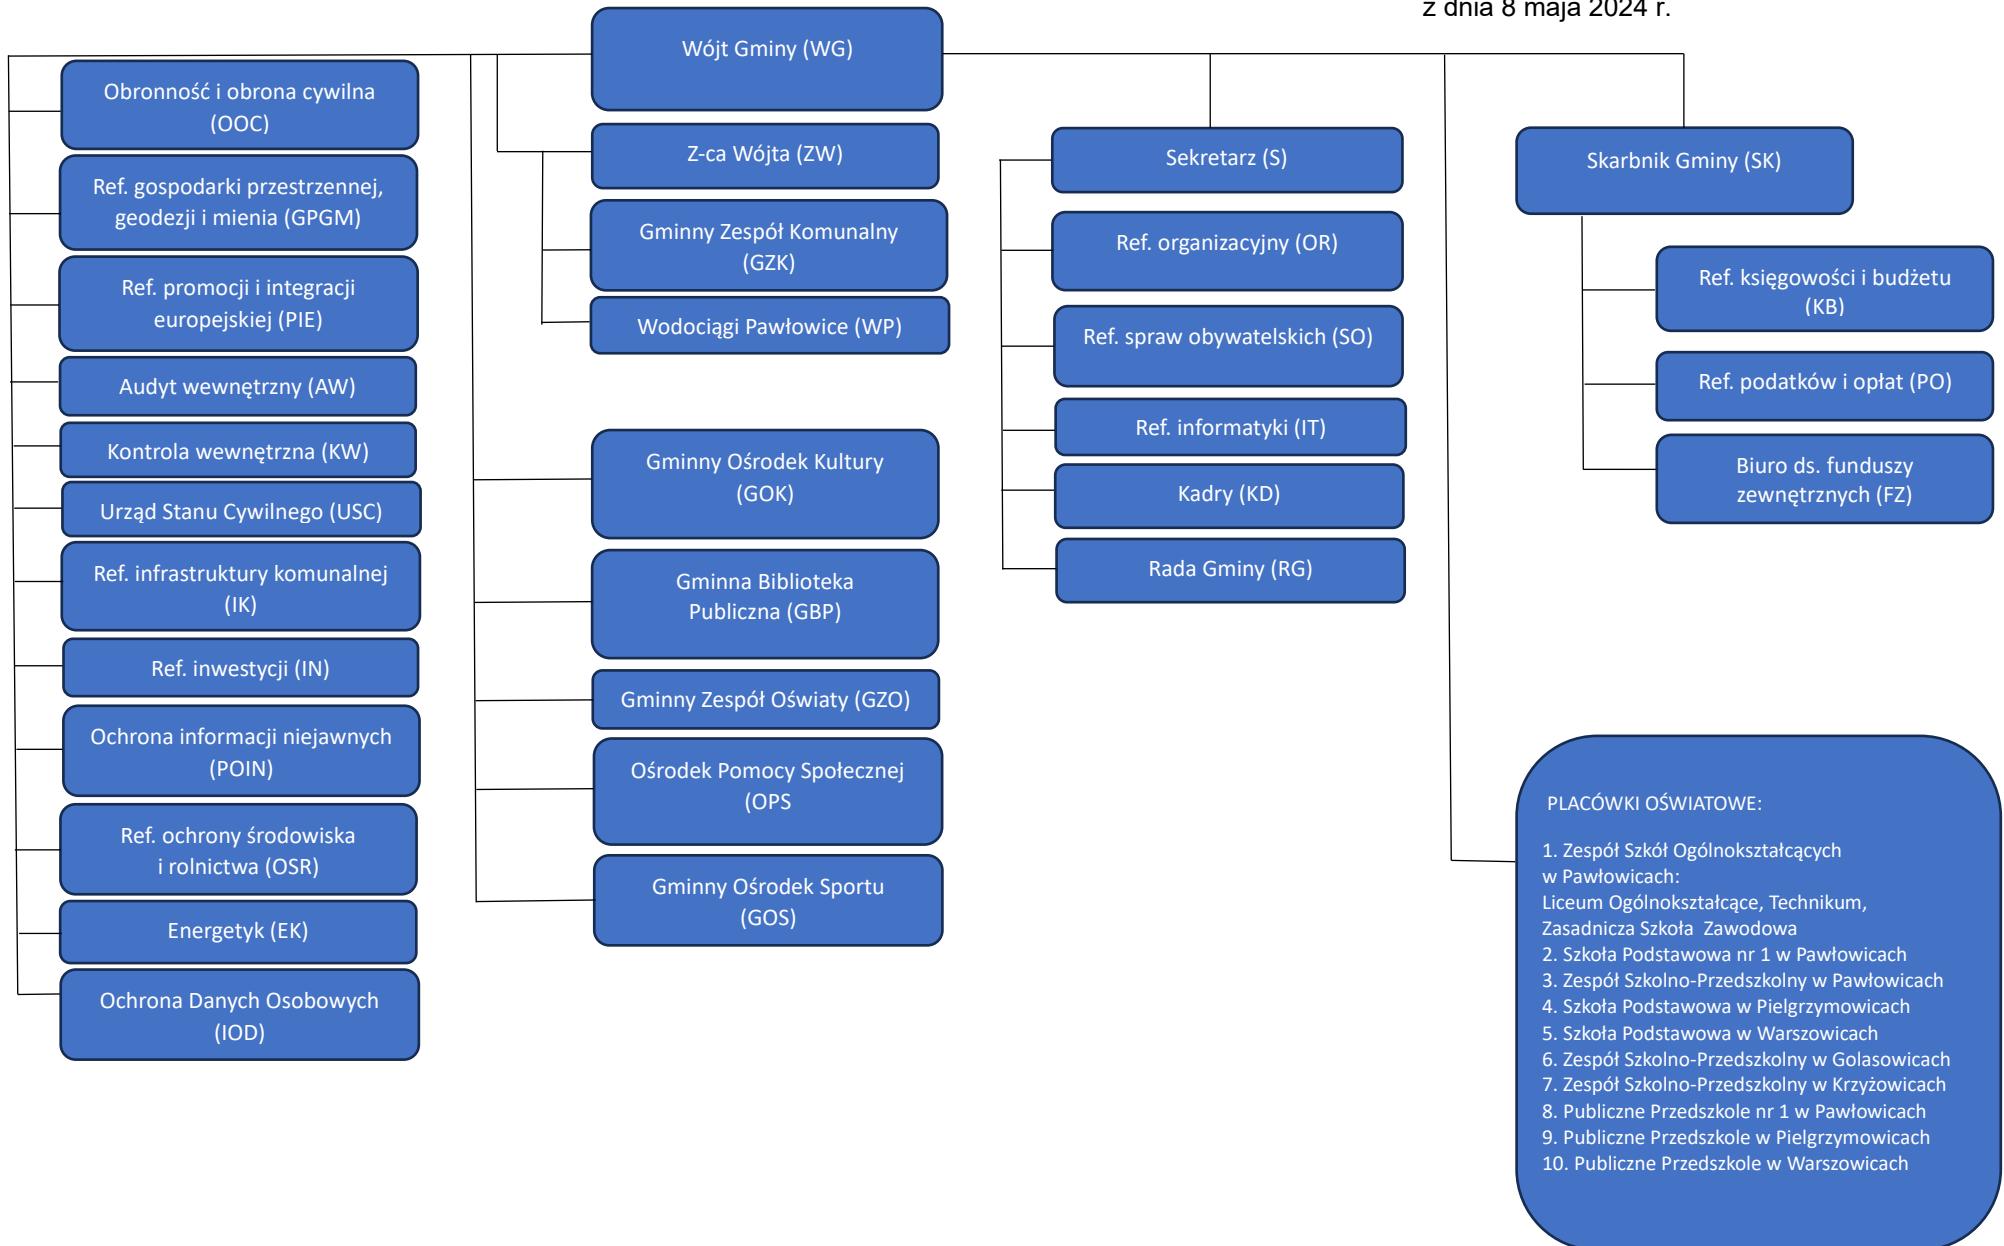 z dnia 8 maja 2024 r.
Wójt Gminy (WG)
Obronność i obrona cywilna
(OOC)
Ref. gospodarki przestrzennej,
geodezji i mienia (GPGM)
Ref. promocji i integracji
europejskiej (PIE)
Audyt wewnętrzny (AW)
Kontrola wewnętrzna (KW)
Urząd Stanu Cywilnego (USC)
Ref. infrastruktury komunalnej
(IK)
Ref. inwestycji (IN)
Ochrona informacji niejawnych
(POIN)
Ref. ochrony środowiska
i rolnictwa (OSR)
Energetyk (EK)
Ochrona Danych Osobowych
(IOD)
Z-ca Wójta (ZW)
Gminny Zespół Komunalny
(GZK)
Wodociągi Pawłowice (WP)
Gminny Ośrodek Kultury
(GOK)
Gminna Biblioteka
Publiczna (GBP)
Gminny Zespół Oświaty (GZO)
Ośrodek Pomocy Społecznej
(OPS
Gminny Ośrodek Sportu
(GOS)
Sekretarz (S)
Ref. organizacyjny (OR)
Ref. spraw obywatelskich (SO)
Ref. informatyki (IT)
Kadry (KD)
Rada Gminy (RG)
Skarbnik Gminy (SK)
Ref. księgowości i budżetu
(KB)
Ref. podatków i opłat (PO)
Biuro ds. funduszy
zewnętrznych (FZ)
PLACÓWKI OŚWIATOWE:
1. Zespół Szkół Ogólnokształcących
w Pawłowicach:
Liceum Ogólnokształcące, Technikum,
Zasadnicza Szkoła Zawodowa
2. Szkoła Podstawowa nr 1 w Pawłowicach
3. Zespół Szkolno-Przedszkolny w Pawłowicach
4. Szkoła Podstawowa w Pielgrzymowicach
5. Szkoła Podstawowa w Warszowicach
6. Zespół Szkolno-Przedszkolny w Golasowicach
7. Zespół Szkolno-Przedszkolny w Krzyżowicach
8. Publiczne Przedszkole nr 1 w Pawłowicach
9. Publiczne Przedszkole w Pielgrzymowicach
10. Publiczne Przedszkole w Warszowicach